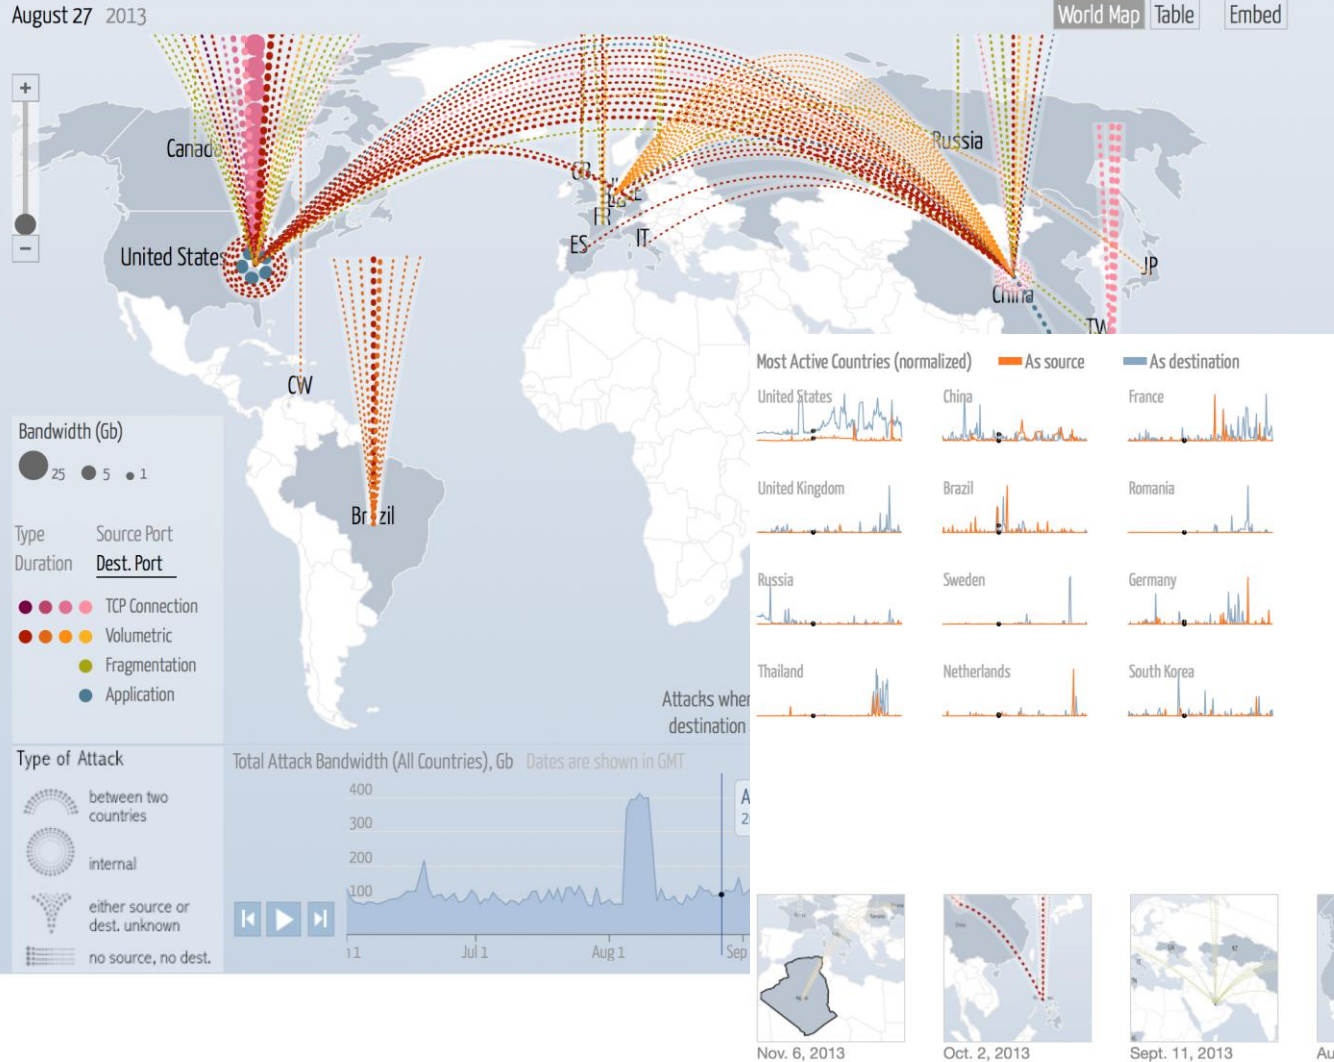 August 27 2013
World Map Table Embed
Canada
Russia
GB
FR
ES
IT
United States
JP
China
TW
CW
Brazil
Bandwidth (Gb)
25 5 1
Type Source Port
Duration Dest. Port
TCP Connection
Volumetric
Fragmentation
Application
Attacks wher
destination
Type of Attack
between two
countries
internal
either source or
dest. unknown
no source, no dest.
Total Attack Bandwidth (All Countries), Gb Dates are shown in GMT
400
300
200
100
Jul 1 Aug 1 Sep
Most Active Countries (normalized) As source As destination
United States China France
United Kingdom Brazil Romania
Russia Sweden Germany
Thailand Netherlands South Korea
Nov. 6, 2013 Oct. 2, 2013 Sept. 11, 2013 Au